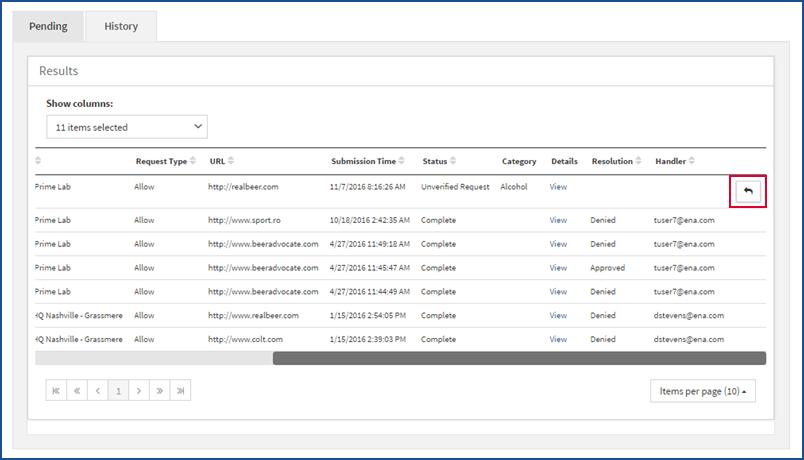 Pending History
Results
Show columns:
11 items selected
Request Type URL Submission Time Status Category Details Resolution Handler
Prime Lab Allow http://realbeer.com 11/7/2016 8:16:26 AM Unverified Request Alcohol View
Prime Lab Allow http://www.sport.ro 10/18/2016 2:42:35 AM Complete View Denied tuser7@ena.com
Prime Lab Allow http://www.beeradvocate.com 4/27/2016 11:49:18 AM Complete View Denied tuser7@ena.com
Prime Lab Allow http://www.beeradvocate.com 4/27/2016 11:45:47 AM Complete View Approved tuser7@ena.com
Prime Lab Allow http://www.beeradvocate.com 4/27/2016 11:44:49 AM Complete View Denied tuser7@ena.com
HQ Nashville - Grassmere Allow http://www.realbeer.com 1/15/2016 2:54:05 PM Complete View Denied dstevens@ena.com
HQ Nashville - Grassmere Allow http://www.colt.com 1/15/2016 2:39:03 PM Complete View Denied dstevens@ena.com
1 Items per page (10)